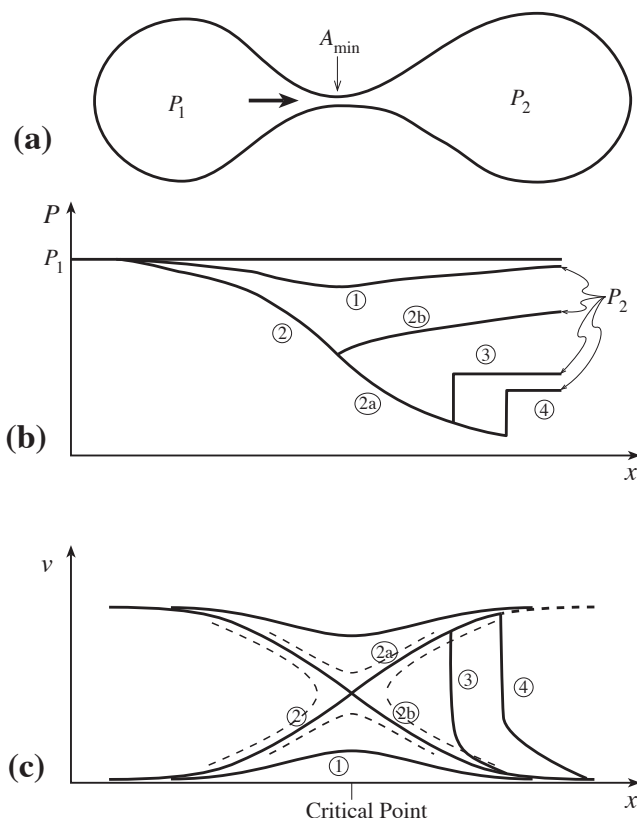 A_min
P_1
P_2
(a)
P
P_1
①
②
2b
P_2
③
2a
④
(b)
x
v
2a
③
④
②
2b
①
(c)
x
Critical Point